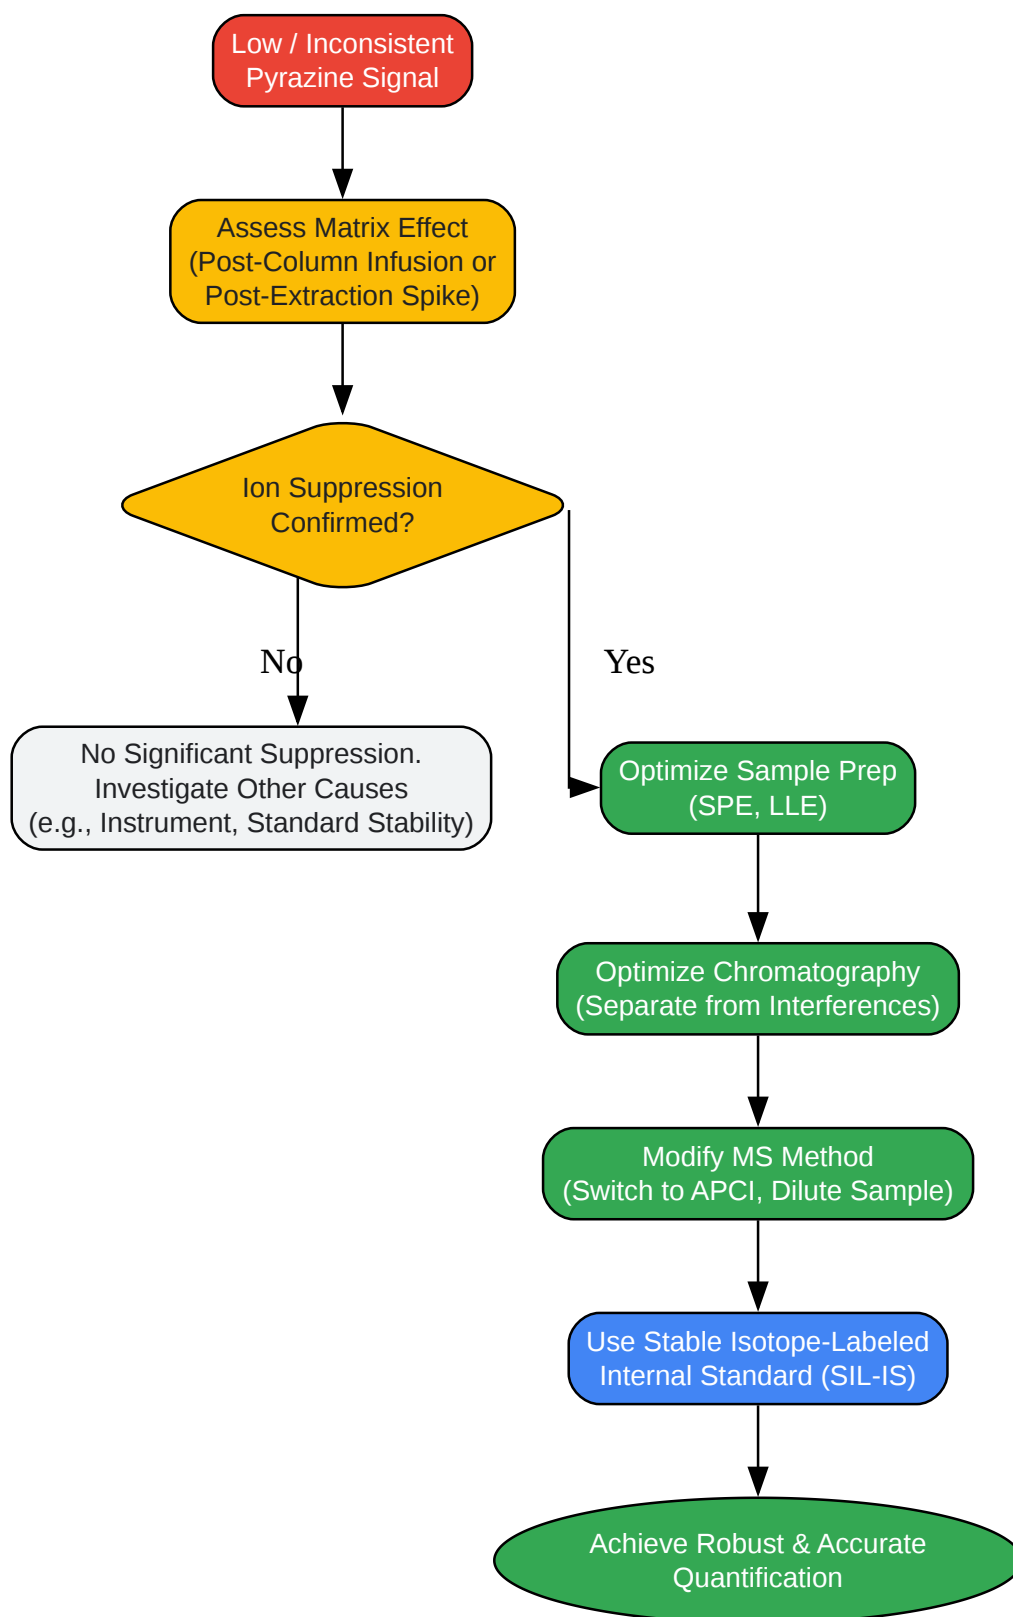 Low / Inconsistent
Pyrazine Signal
Assess Matrix Effect
(Post-Column Infusion or
Post-Extraction Spike)
Ion Suppression
Confirmed?
No
Yes
No Significant Suppression.
Investigate Other Causes
(e.g., Instrument, Standard Stability)
Optimize Sample Prep
(SPE, LLE)
Optimize Chromatography
(Separate from Interferences)
Modify MS Method
(Switch to APCI, Dilute Sample)
Use Stable Isotope-Labeled
Internal Standard (SIL-IS)
Achieve Robust & Accurate
Quantification